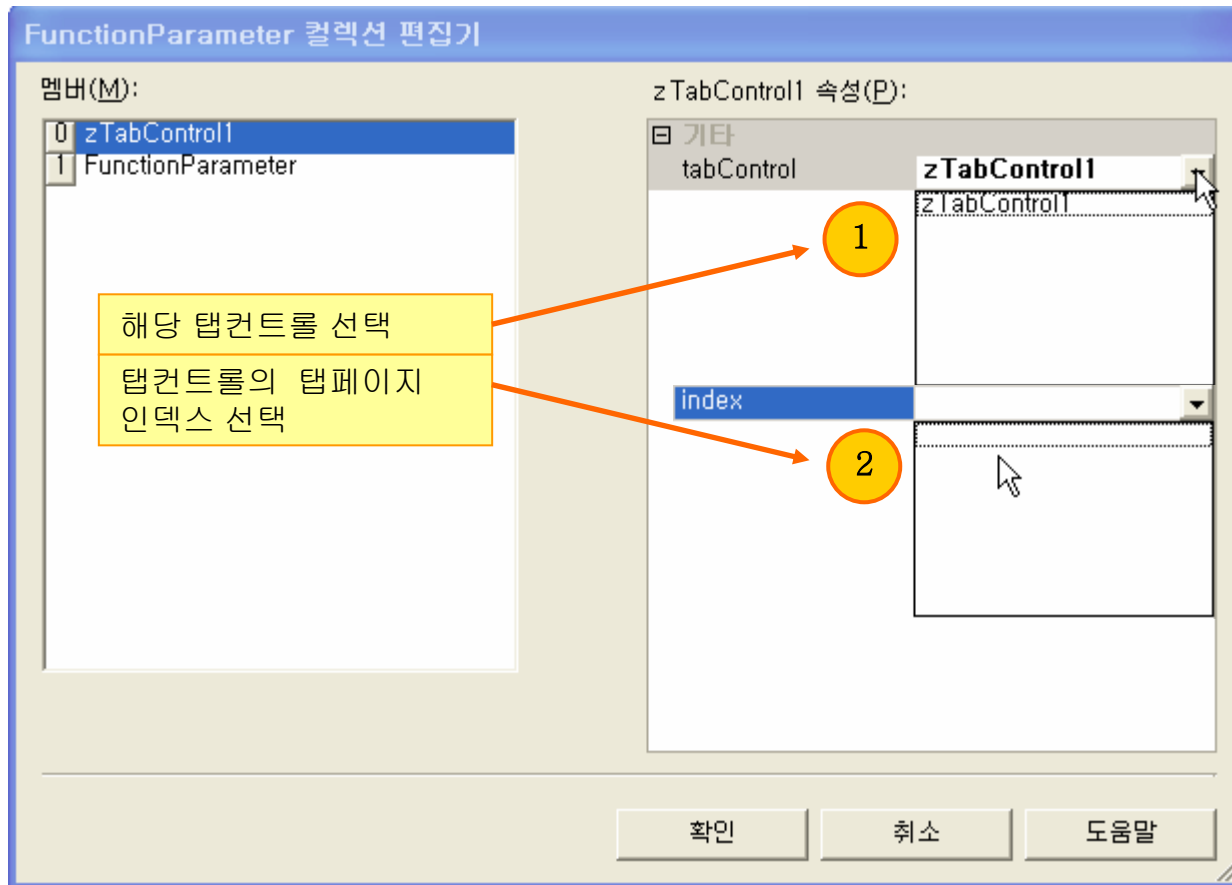 FunctionParameter 컬렉션 편집기
멤버(M):
0 zTabControl1
1 FunctionParameter
해당 탭컨트롤 선택
탭컨트롤의 탭페이지
인덱스 선택
zTabControl1 속성(P):
기타
tabControl zTabControl1
zTabControl1
1
index
2
확인 취소 도움말